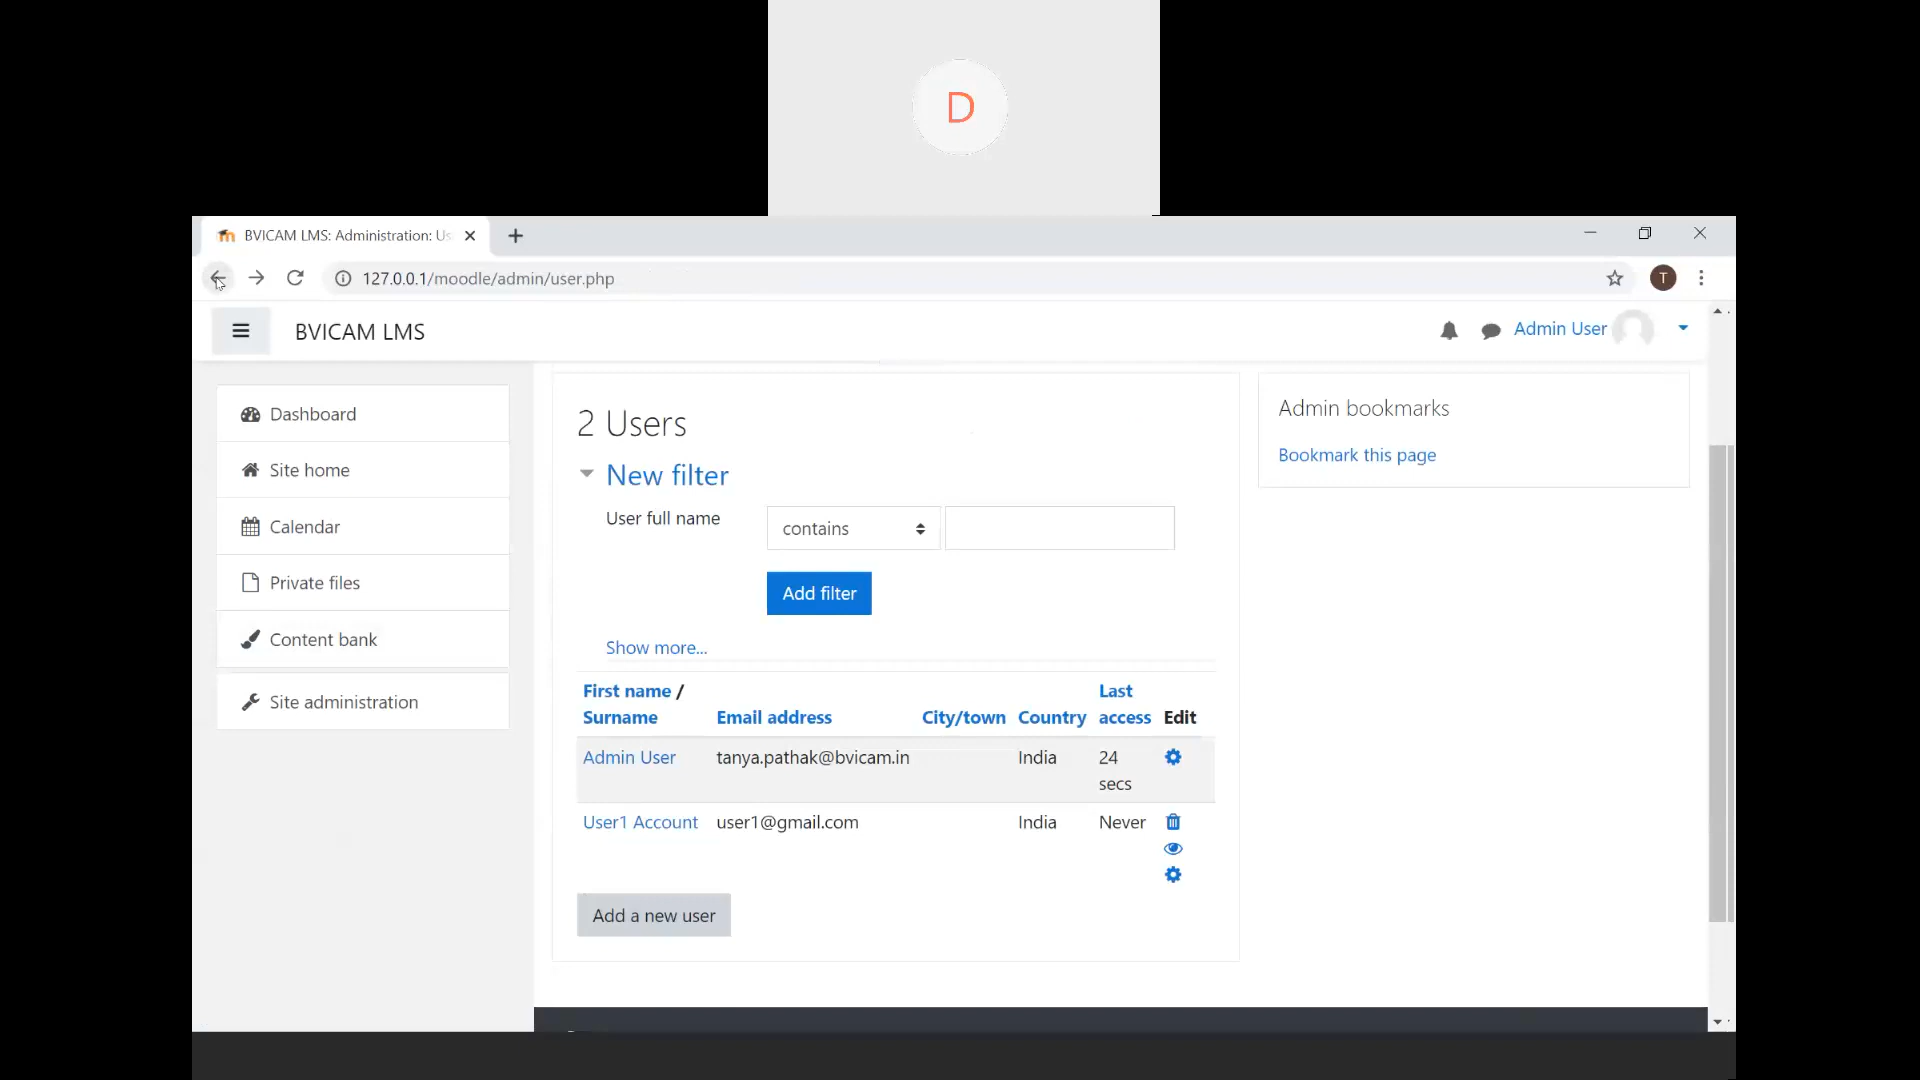 D
BVICAM LMS: Administration: Us
127.0.0.1/moodle/admin/user.php
T
BVICAM LMS
Admin User
Dashboard
Site home
Calendar
Private files
Content bank
Site administration
2 Users
New filter
User full name
contains
Add filter
Show more...
First name / Surname Email address City/town Country Last access Edit
Admin User tanya.pathak@bvicam.in India 24 secs
User1 Account user1@gmail.com India Never
Add a new user
Admin bookmarks
Bookmark this page